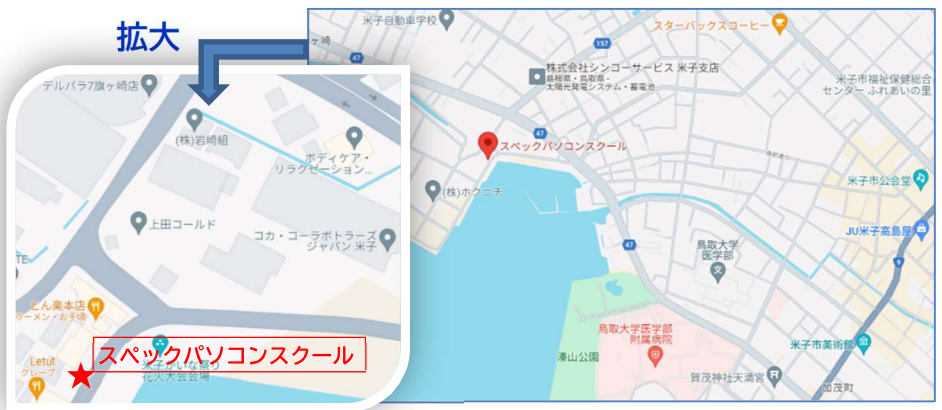 拡大
米子自動車学校
ヶ崎
47
157
スターバックスコーヒー
株式会社シンコーサービス 米子支店
島根県・鳥取県・
太陽光発電システム・蓄電池
米子市福祉保健総合
センター ふれあいの里
47
スペックパソコンスクール
(株)ホクニチ
米子市公会堂
JU米子髙島屋
47
鳥取大学
医学部
9
鳥取大学医学部
附属病院
湊山公園
米子市美術館
賀茂神社天満宮
加茂町
デルパラ7旗ヶ崎店
(株)岩崎組
ボディケア・
リラクゼーション...
上田コールド
コカ・コーラボトラーズ
ジャパン 米子
TE
とん楽本店
ラーメン・お手頃
スペックパソコンスクール
米子がいな祭り
花火大会会場
Letut
クレープ